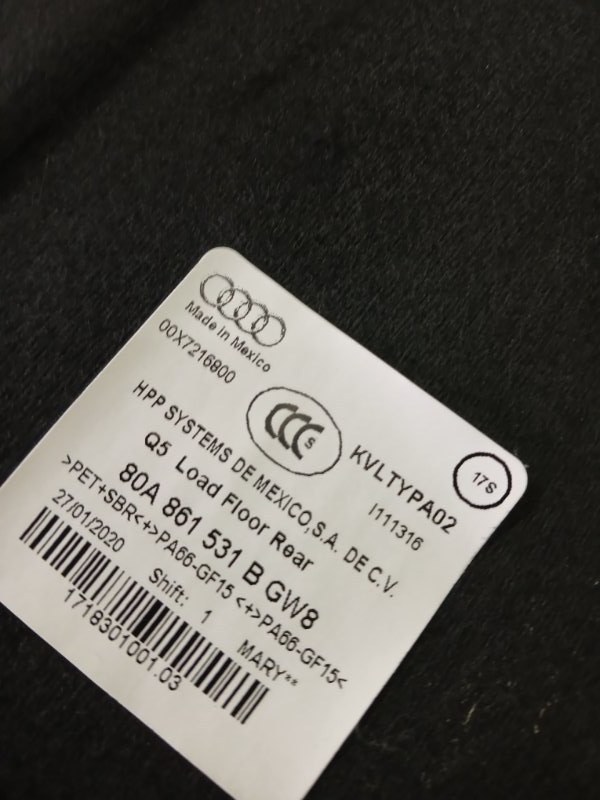 Made In Mexico
00X7216800
CCC S
KVLTYPA02
17S
I111316
HPP SYSTEMS DE MEXICO,S.A. DE C.V.
Q5 Load Floor Rear
80A 861 531 B GW8
>PET+SBR<+>PA66-GF15 <+>PA66-GF15<
27/01/2020 Shift: 1 MARY**
1718301001.03